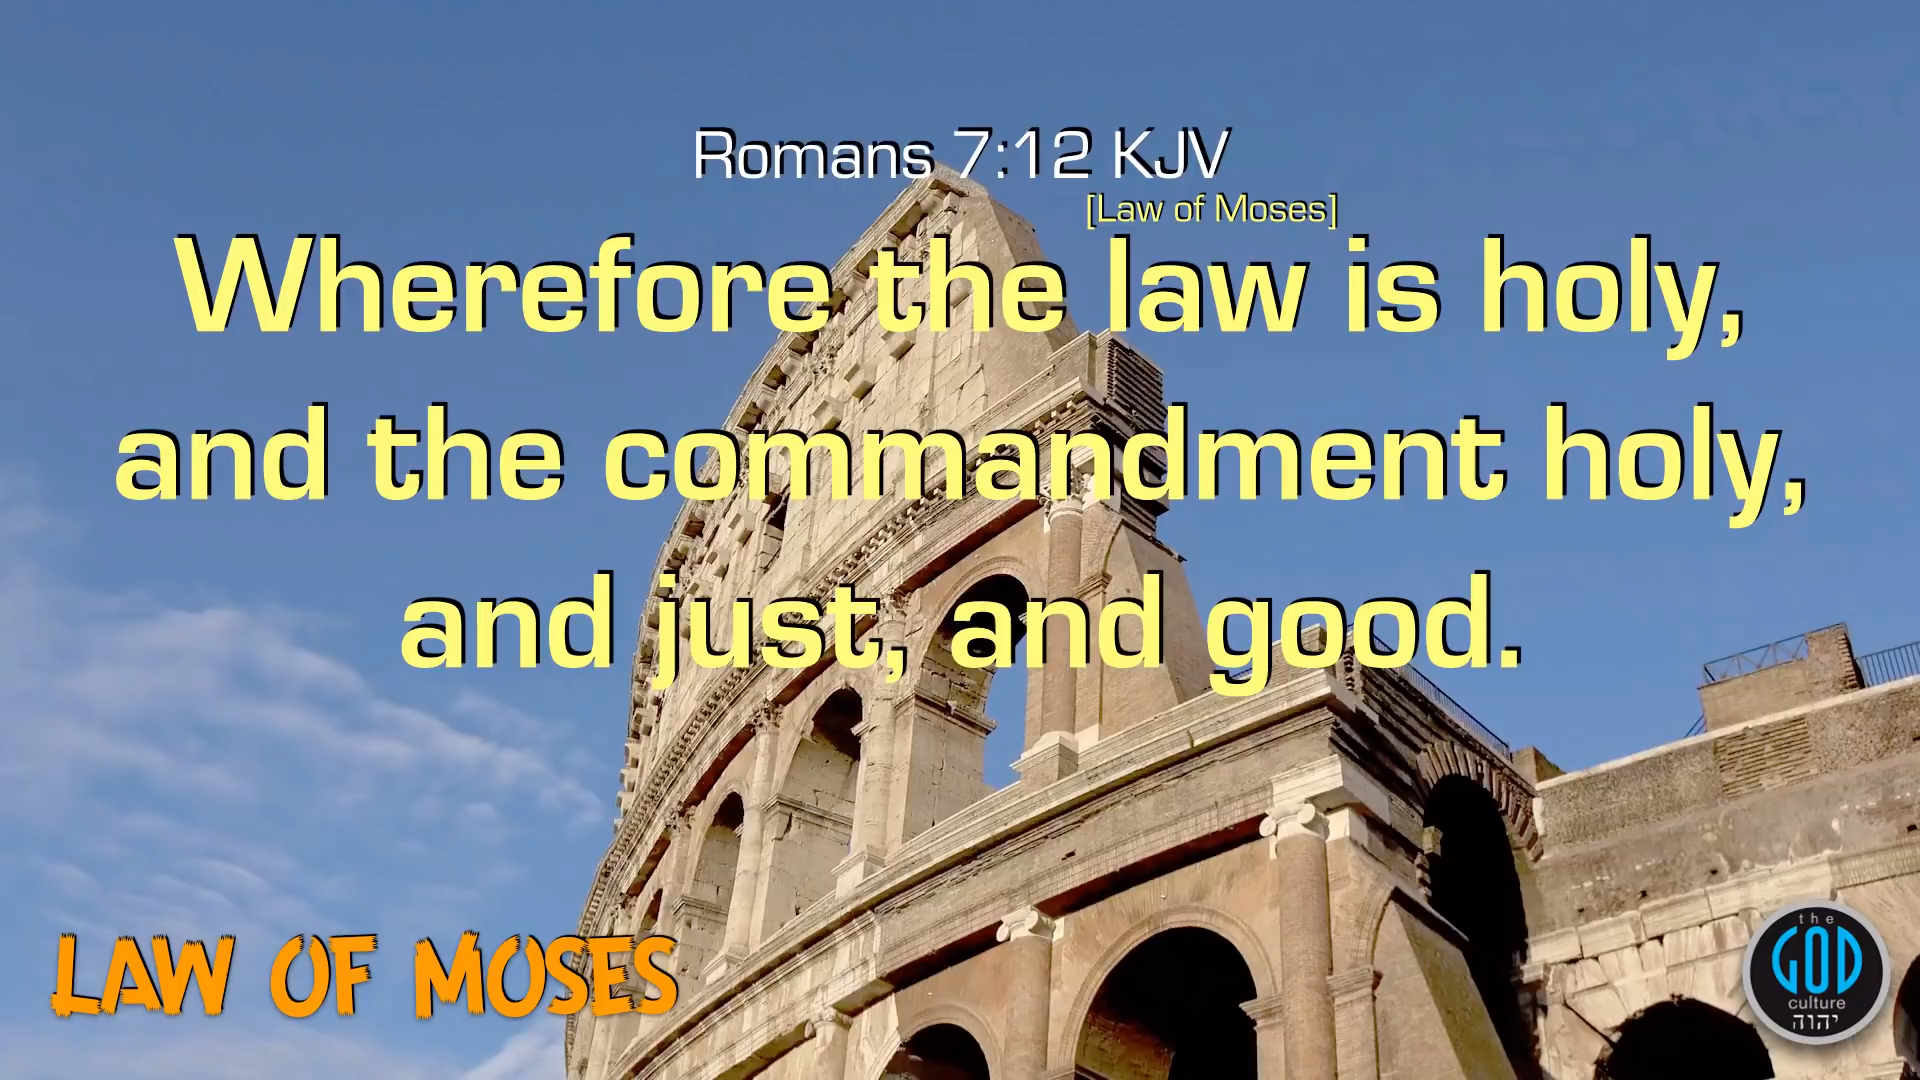 Romans 7:12 KJV
[Law of Moses]
Wherefore the law is holy,
and the commandment holy,
and just, and good.
LAW OF MOSES
the
GOD
culture
יהוה